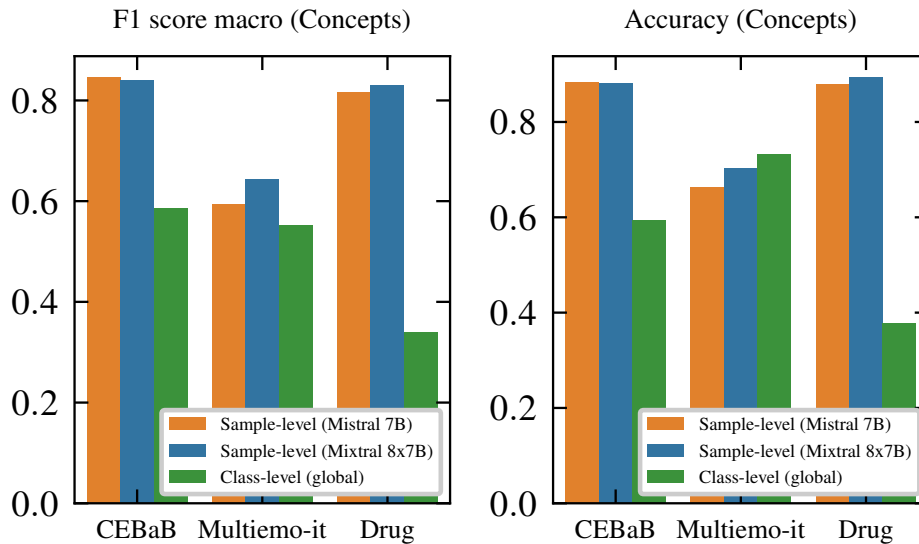 F1 score macro (Concepts)
0.8
0.6
0.4
0.2
0.0
Sample-level (Mistral 7B)
Sample-level (Mixtral 8x7B)
Class-level (global)
CEBaB Multiemo-it Drug
Accuracy (Concepts)
0.8
0.6
0.4
0.2
0.0
Sample-level (Mistral 7B)
Sample-level (Mixtral 8x7B)
Class-level (global)
CEBaB Multiemo-it Drug